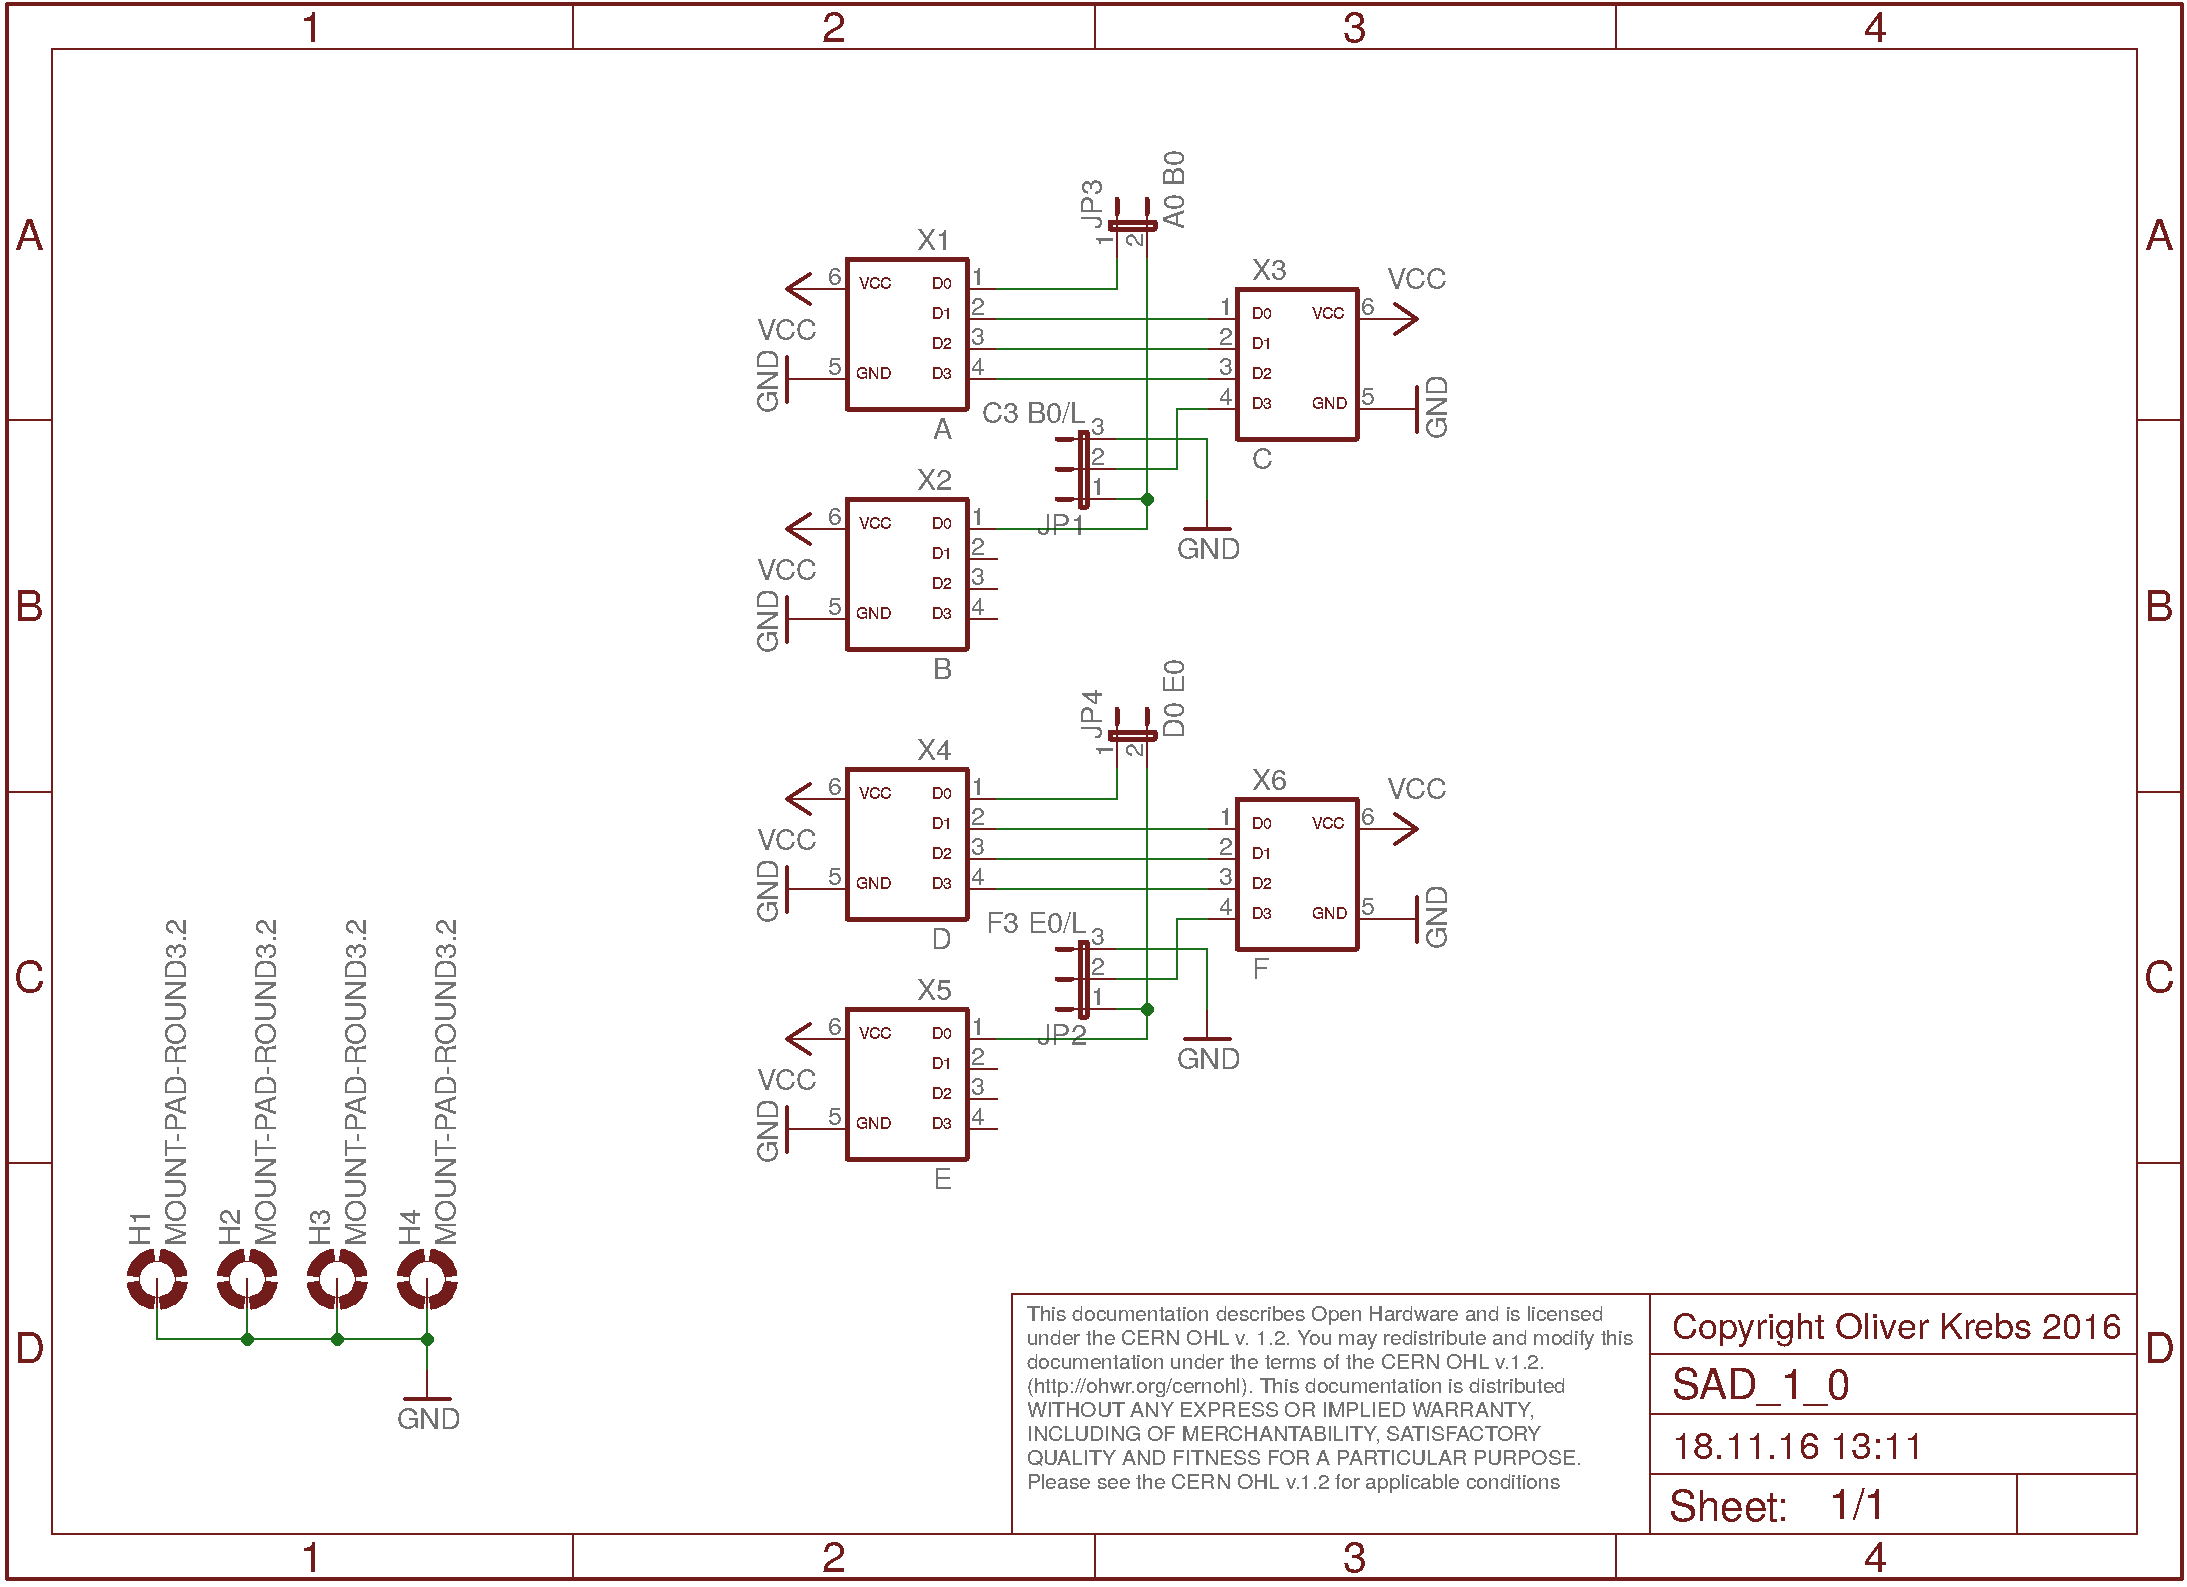 1 2 3 4
A A
B B
C C
D D
JP3
1 2
A0 B0
X1
6 VCC D0 1
D1 2
VCC
D2 3
GND
5 GND D3 4
A
X3
VCC
1 D0 VCC 6
2 D1
3 D2
4 D3 GND 5
GND
C
C3 B0/L
3
2
1
JP1
GND
X2
6 VCC D0 1
D1 2
VCC
D2 3
GND
5 GND D3 4
B
JP4
1 2
D0 E0
X4
6 VCC D0 1
D1 2
VCC
D2 3
GND
5 GND D3 4
D
X6
VCC
1 D0 VCC 6
2 D1
3 D2
4 D3 GND 5
GND
F
F3 E0/L
3
2
1
JP2
GND
X5
6 VCC D0 1
D1 2
VCC
D2 3
GND
5 GND D3 4
E
H1
MOUNT-PAD-ROUND3.2
H2
MOUNT-PAD-ROUND3.2
H3
MOUNT-PAD-ROUND3.2
H4
MOUNT-PAD-ROUND3.2
GND
This documentation describes Open Hardware and is licensed
under the CERN OHL v. 1.2. You may redistribute and modify this
documentation under the terms of the CERN OHL v.1.2.
(http://ohwr.org/cernohl). This documentation is distributed
WITHOUT ANY EXPRESS OR IMPLIED WARRANTY,
INCLUDING OF MERCHANTABILITY, SATISFACTORY
QUALITY AND FITNESS FOR A PARTICULAR PURPOSE.
Please see the CERN OHL v.1.2 for applicable conditions
Copyright Oliver Krebs 2016
SAD_1_0
18.11.16 13:11
Sheet: 1/1
1 2 3 4